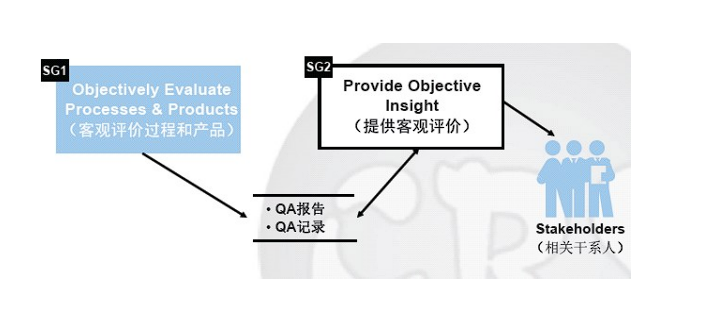 SG1
Objectively Evaluate
Processes & Products
（客观评价过程和产品）
SG2
Provide Objective
Insight
（提供客观评价）
• QA报告
• QA记录
Stakeholders
（相关干系人）